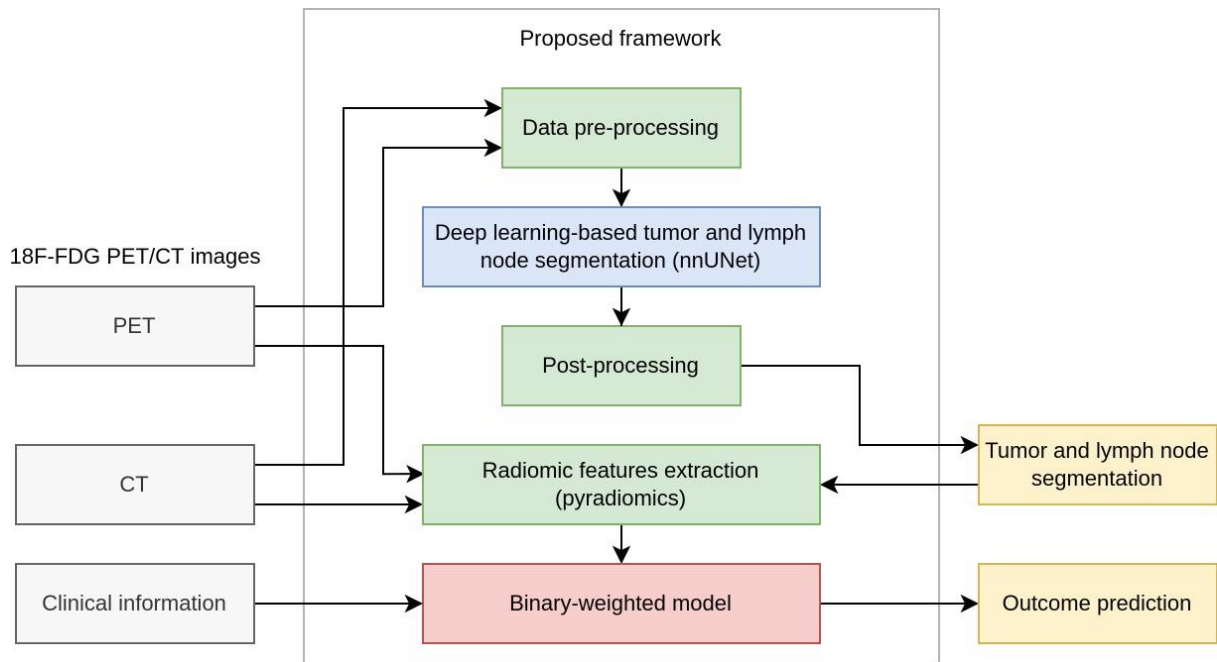 Proposed framework
Data pre-processing
Deep learning-based tumor and lymph
node segmentation (nnUNet)
18F-FDG PET/CT images
PET
Post-processing
CT
Radiomic features extraction
(pyradiomics)
Tumor and lymph node
segmentation
Clinical information
Binary-weighted model
Outcome prediction